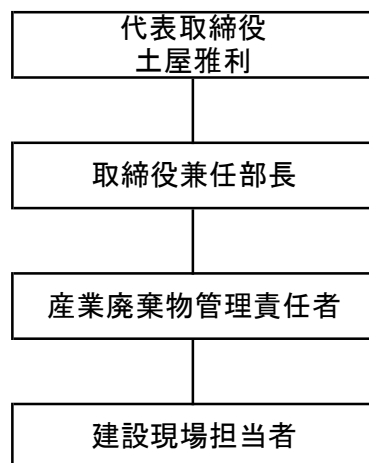 代表取締役
土屋雅利
取締役兼任部長
産業廃棄物管理責任者
建設現場担当者